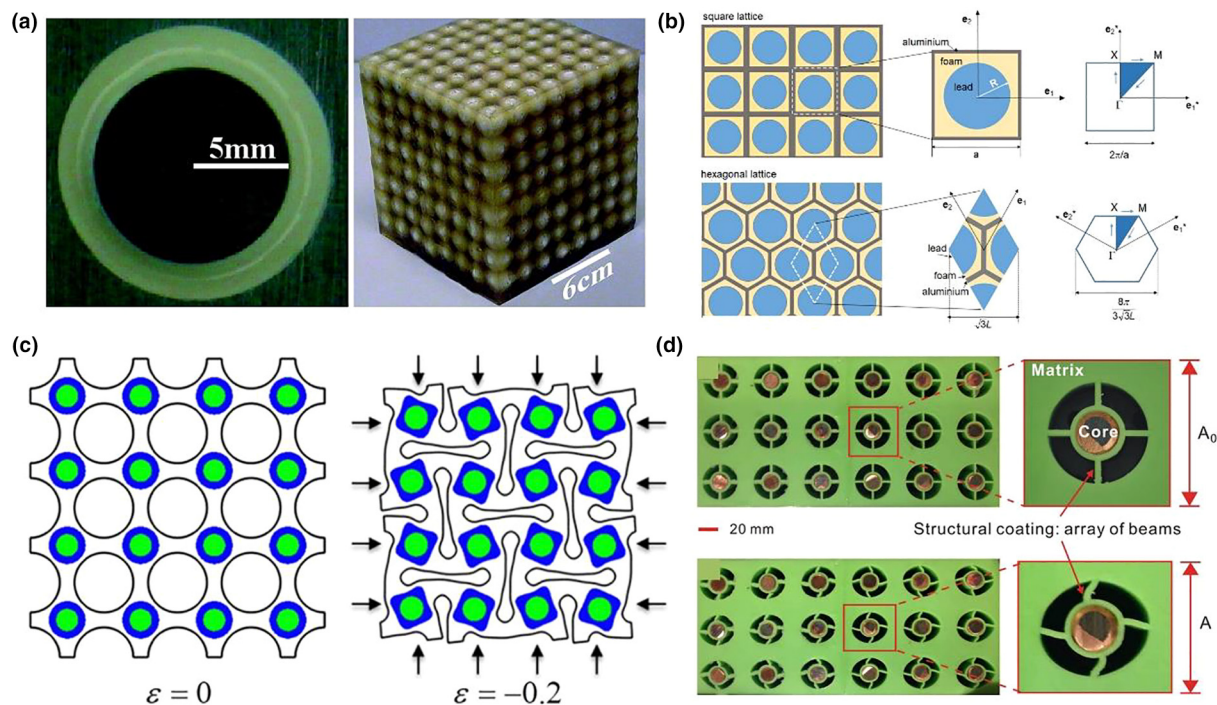 (a)
5mm
6cm
(b)
square lattice
aluminium
foam
lead
R
e₂
e₁
a
e₂*
X
M
Γ
e₁*
2π/a
hexagonal lattice
e₂
e₁
lead
foam
aluminium
√3L
X
M
e₂*
e₁*
Γ
8π
3√3L
(c)
ε = 0
ε = −0.2
(d)
Matrix
Core
A₀
20 mm
Structural coating: array of beams
A